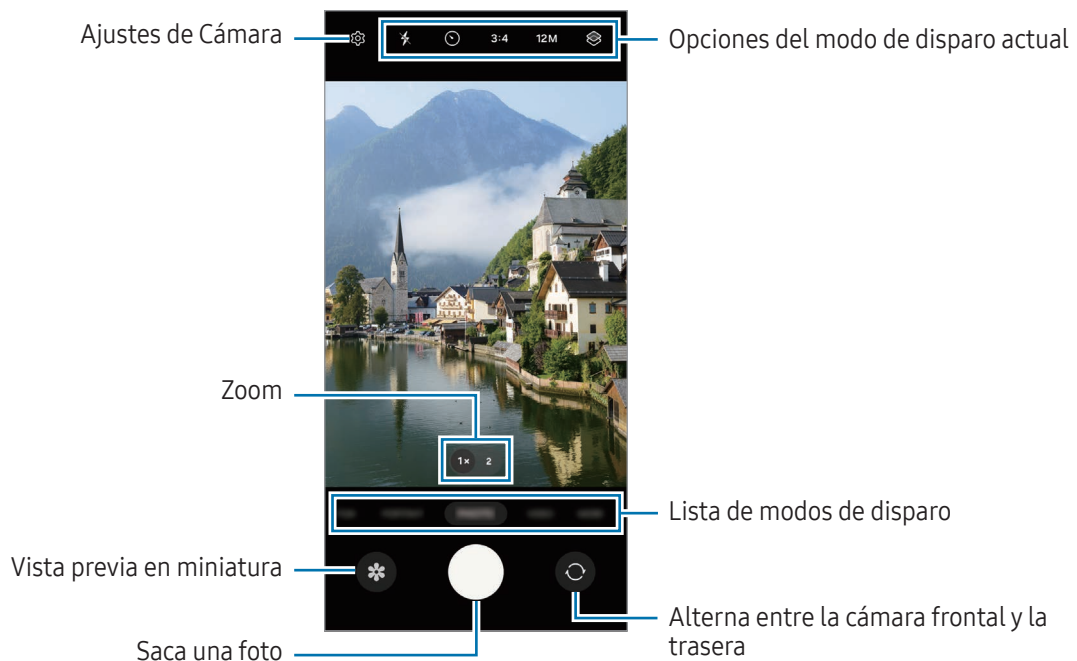 Ajustes de Cámara
3:4
12M
Opciones del modo de disparo actual
Zoom
1×
2
Lista de modos de disparo
Vista previa en miniatura
Alterna entre la cámara frontal y la
trasera
Saca una foto